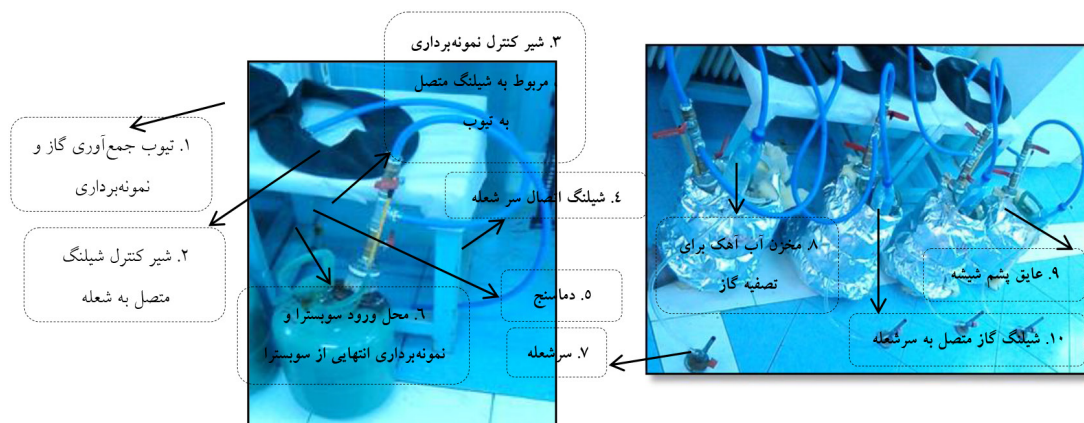 ۱. تیوب جمع‌آوری گاز و
نمونه‌برداری
۲. شیر کنترل شیلنگ
متصل به شعله
۳. شیر کنترل نمونه‌برداری
مربوط به شیلنگ متصل
به تیوب
۴. شیلنگ اتصال سر شعله
۵. دماسنج
۶. محل ورود سوبسترا و
نمونه‌برداری انتهایی از سوبسترا
۷. سرشعله
۸. مخزن آب آهک برای
تصفیه گاز
۹. عایق پشم شیشه
۱۰. شیلنگ گاز متصل به سرشعله